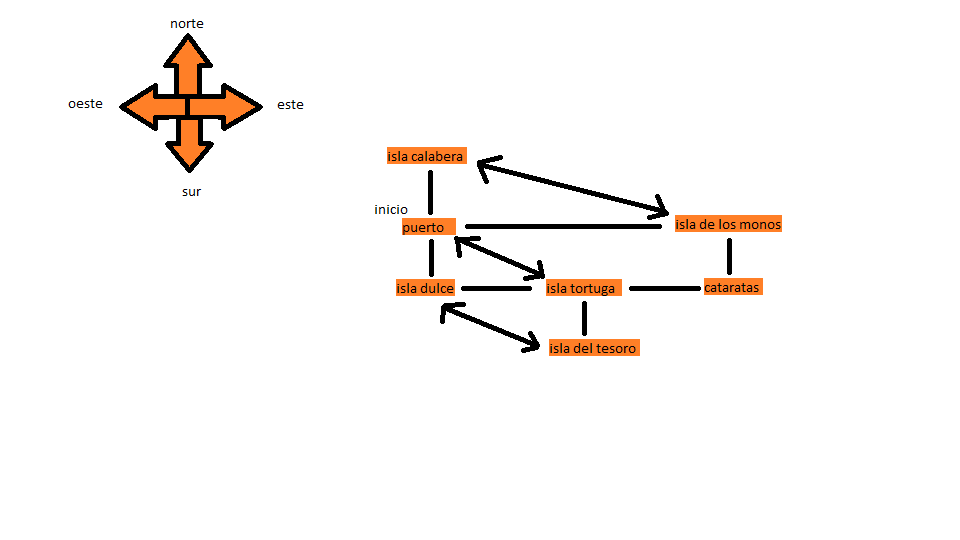 norte
oeste
este
sur
isla calabera
inicio
puerto
isla de los monos
isla dulce
isla tortuga
cataratas
isla del tesoro